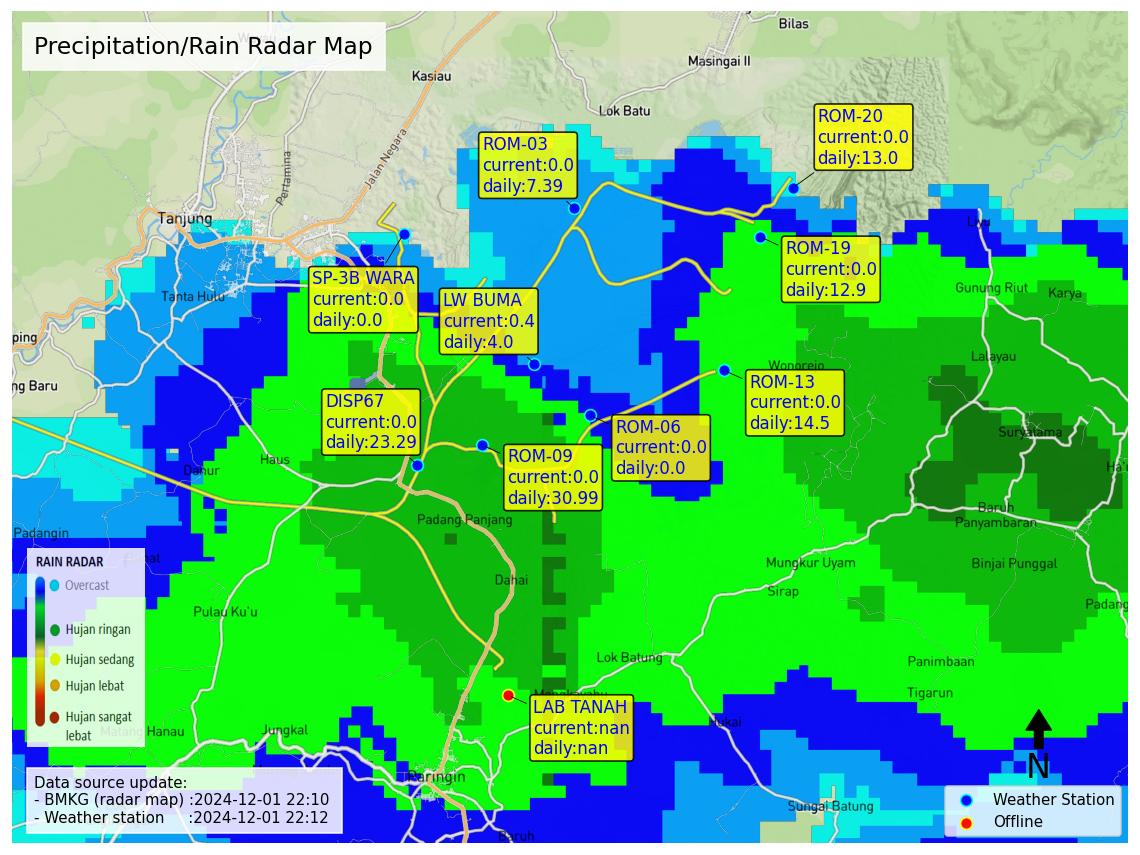 Precipitation/Rain Radar Map
Bilas
Masingai II
Kasiau
Lok Batu
Jalan Negara
Pertamina
Tanjung
Tanta Hulu
ROM-03
current:0.0
daily:7.39
ROM-20
current:0.0
daily:13.0
ROM-19
current:0.0
daily:12.9
SP-3B WARA
current:0.0
daily:0.0
LW BUMA
current:0.4
daily:4.0
Gunung Riut
Karya
Lalayau
ping
ng Baru
Wonorejo
ROM-13
current:0.0
daily:14.5
DISP67
current:0.0
daily:23.29
ROM-06
current:0.0
daily:0.0
ROM-09
current:0.0
daily:30.99
Suryatama
Haus
Danur
Baruh
Panyambaran
Padang Panjang
Padangin
Dahai
Mungkur Uyam
Binjai Punggal
Sirap
Padang
Pulau Ku'u
Lok Batung
Panimbaan
Tigarun
RAIN RADAR
Overcast
Hujan ringan
Hujan sedang
Hujan lebat
Hujan sangat
lebat
LAB TANAH
current:nan
daily:nan
Matang Hanau
Jungkal
Hukai
Paringin
N
Data source update:
- BMKG (radar map) :2024-12-01 22:10
- Weather station :2024-12-01 22:12
Sungai Batung
Baruh
Weather Station
Offline